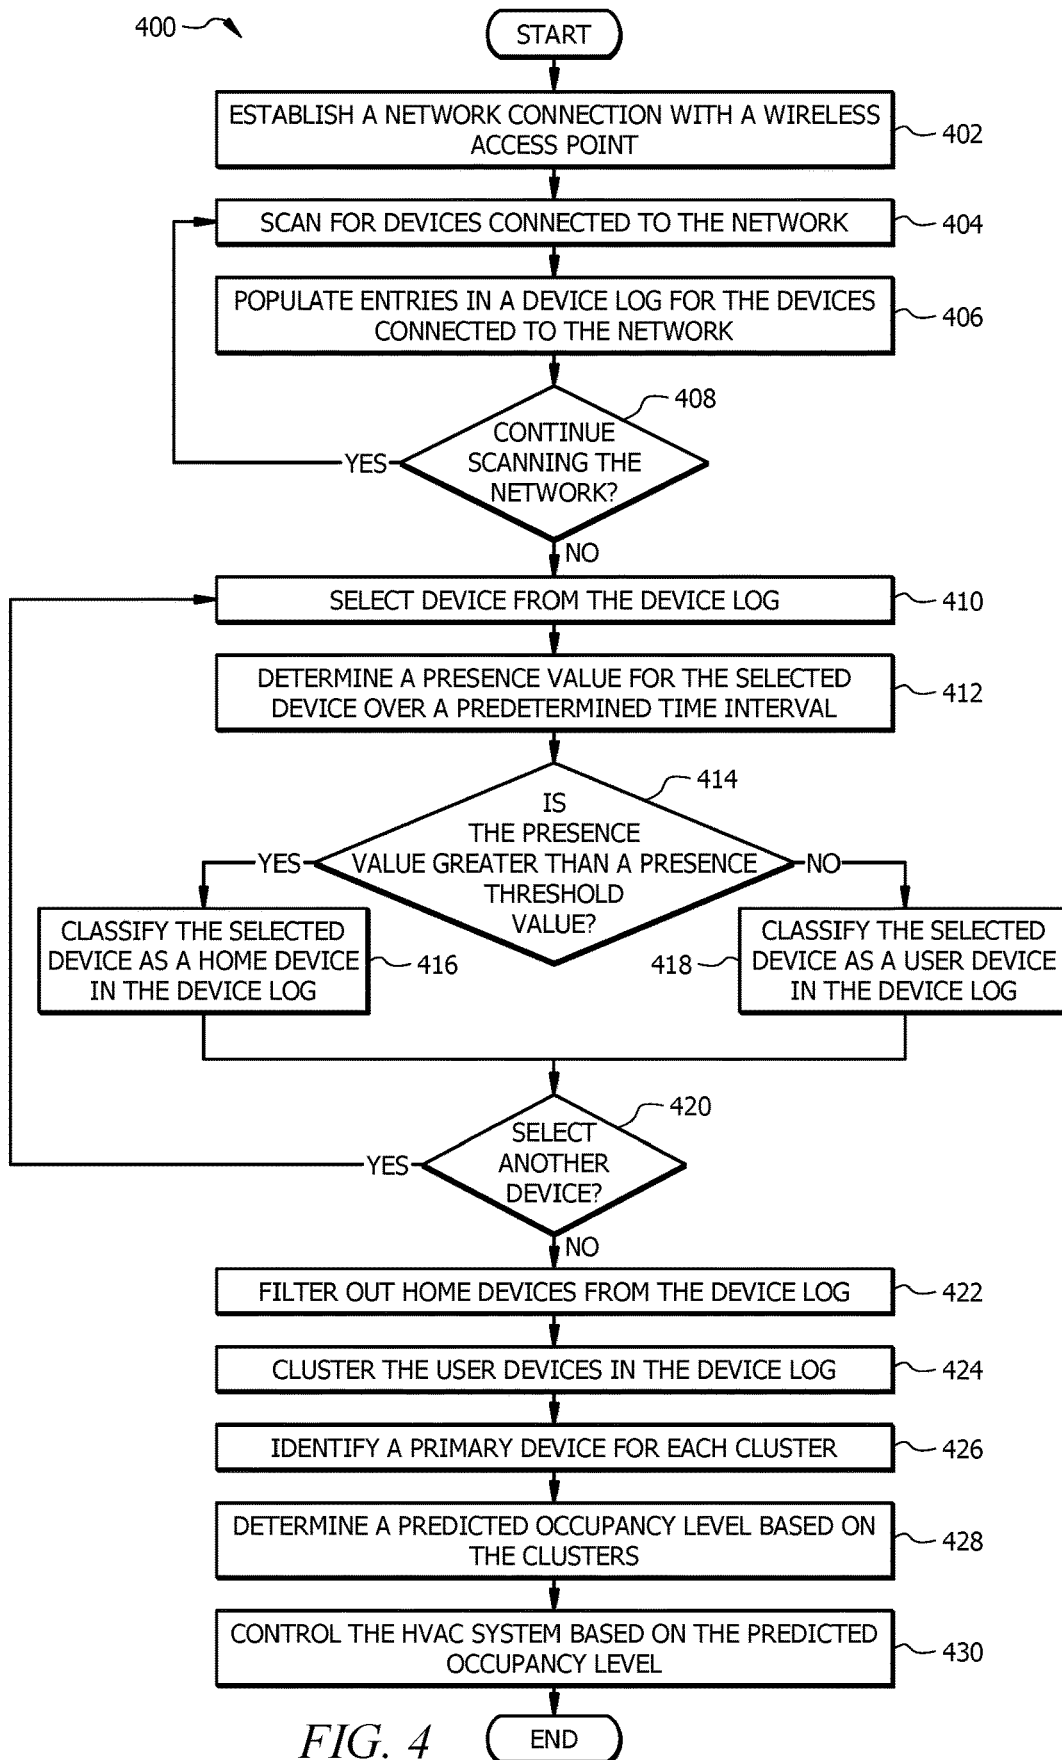 400
START
ESTABLISH A NETWORK CONNECTION WITH A WIRELESS
ACCESS POINT
402
SCAN FOR DEVICES CONNECTED TO THE NETWORK
404
POPULATE ENTRIES IN A DEVICE LOG FOR THE DEVICES
CONNECTED TO THE NETWORK
406
408
CONTINUE
SCANNING THE
NETWORK?
YES
NO
SELECT DEVICE FROM THE DEVICE LOG
410
DETERMINE A PRESENCE VALUE FOR THE SELECTED
DEVICE OVER A PREDETERMINED TIME INTERVAL
412
414
IS
THE PRESENCE
VALUE GREATER THAN A PRESENCE
THRESHOLD
VALUE?
YES
NO
CLASSIFY THE SELECTED
DEVICE AS A HOME DEVICE
IN THE DEVICE LOG
416
418
CLASSIFY THE SELECTED
DEVICE AS A USER DEVICE
IN THE DEVICE LOG
420
SELECT
ANOTHER
DEVICE?
YES
NO
FILTER OUT HOME DEVICES FROM THE DEVICE LOG
422
CLUSTER THE USER DEVICES IN THE DEVICE LOG
424
IDENTIFY A PRIMARY DEVICE FOR EACH CLUSTER
426
DETERMINE A PREDICTED OCCUPANCY LEVEL BASED ON
THE CLUSTERS
428
CONTROL THE HVAC SYSTEM BASED ON THE PREDICTED
OCCUPANCY LEVEL
430
END
FIG. 4